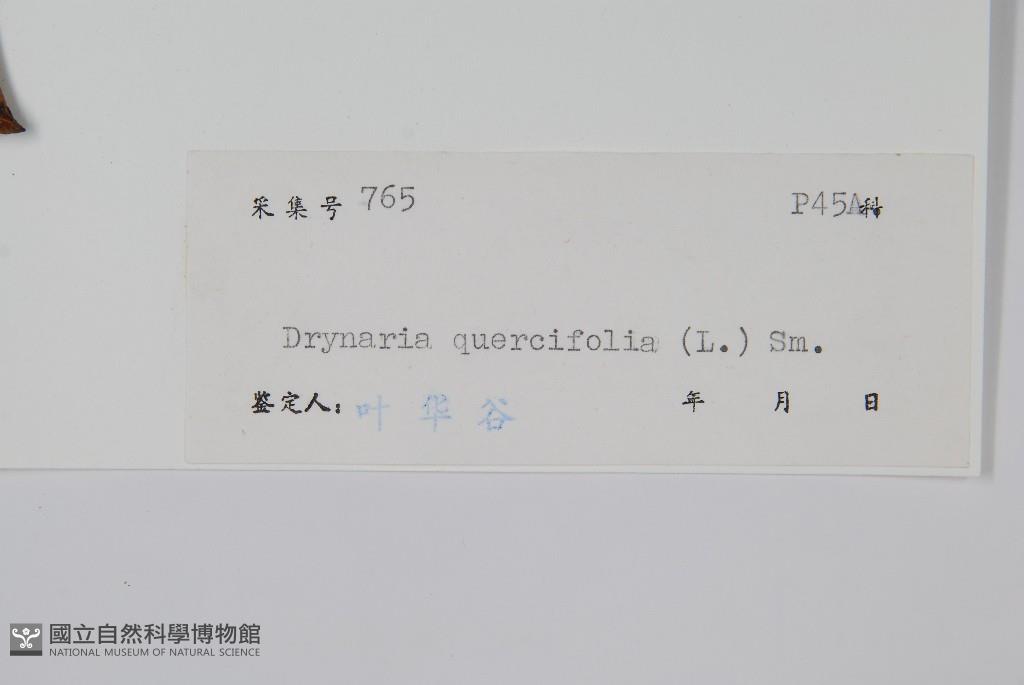 采集号 765 P45A科
Drynaria quercifolia (L.) Sm.
鉴定人: 叶华谷 年 月 日
國立自然科學博物館
NATIONAL MUSEUM OF NATURAL SCIENCE